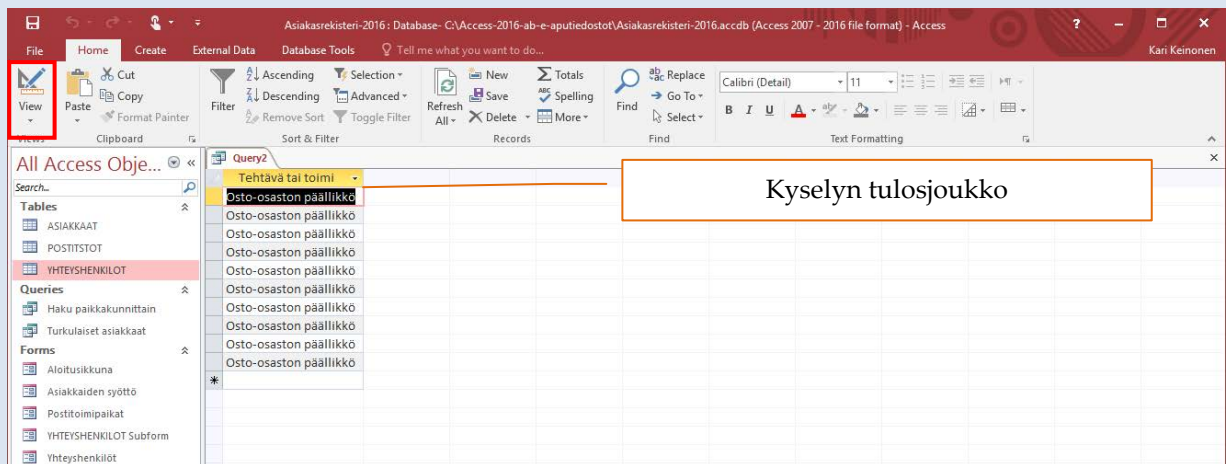 Asiakasrekisteri-2016 : Database- C:\Access-2016-ab-e-aputiedostot\Asiakasrekisteri-2016.accdb (Access 2007 - 2016 file format) - Access
?
File Home Create External Data Database Tools Tell me what you want to do... Kari Keinonen
View
Paste
Cut
Copy
Format Painter
Clipboard
Filter
Ascending
Descending
Remove Sort
Selection
Advanced
Toggle Filter
Sort & Filter
Refresh
All
New
Save
Delete
Totals
Spelling
More
Records
Find
Replace
Go To
Select
Find
Calibri (Detail) 11
B I U A
Text Formatting
Views
All Access Obje...
Search...
Tables
ASIAKKAAT
POSTITSTOT
YHTEYSHENKILOT
Queries
Haku paikkakunnittain
Turkulaiset asiakkaat
Forms
Aloitusikkuna
Asiakkaiden syöttö
Postitoimipaikat
YHTEYSHENKILOT Subform
Yhteyshenkilöt
Query2
Tehtävä tai toimi
Osto-osaston päällikkö
Osto-osaston päällikkö
Osto-osaston päällikkö
Osto-osaston päällikkö
Osto-osaston päällikkö
Osto-osaston päällikkö
Osto-osaston päällikkö
Osto-osaston päällikkö
Osto-osaston päällikkö
Osto-osaston päällikkö
Kyselyn tulosjoukko